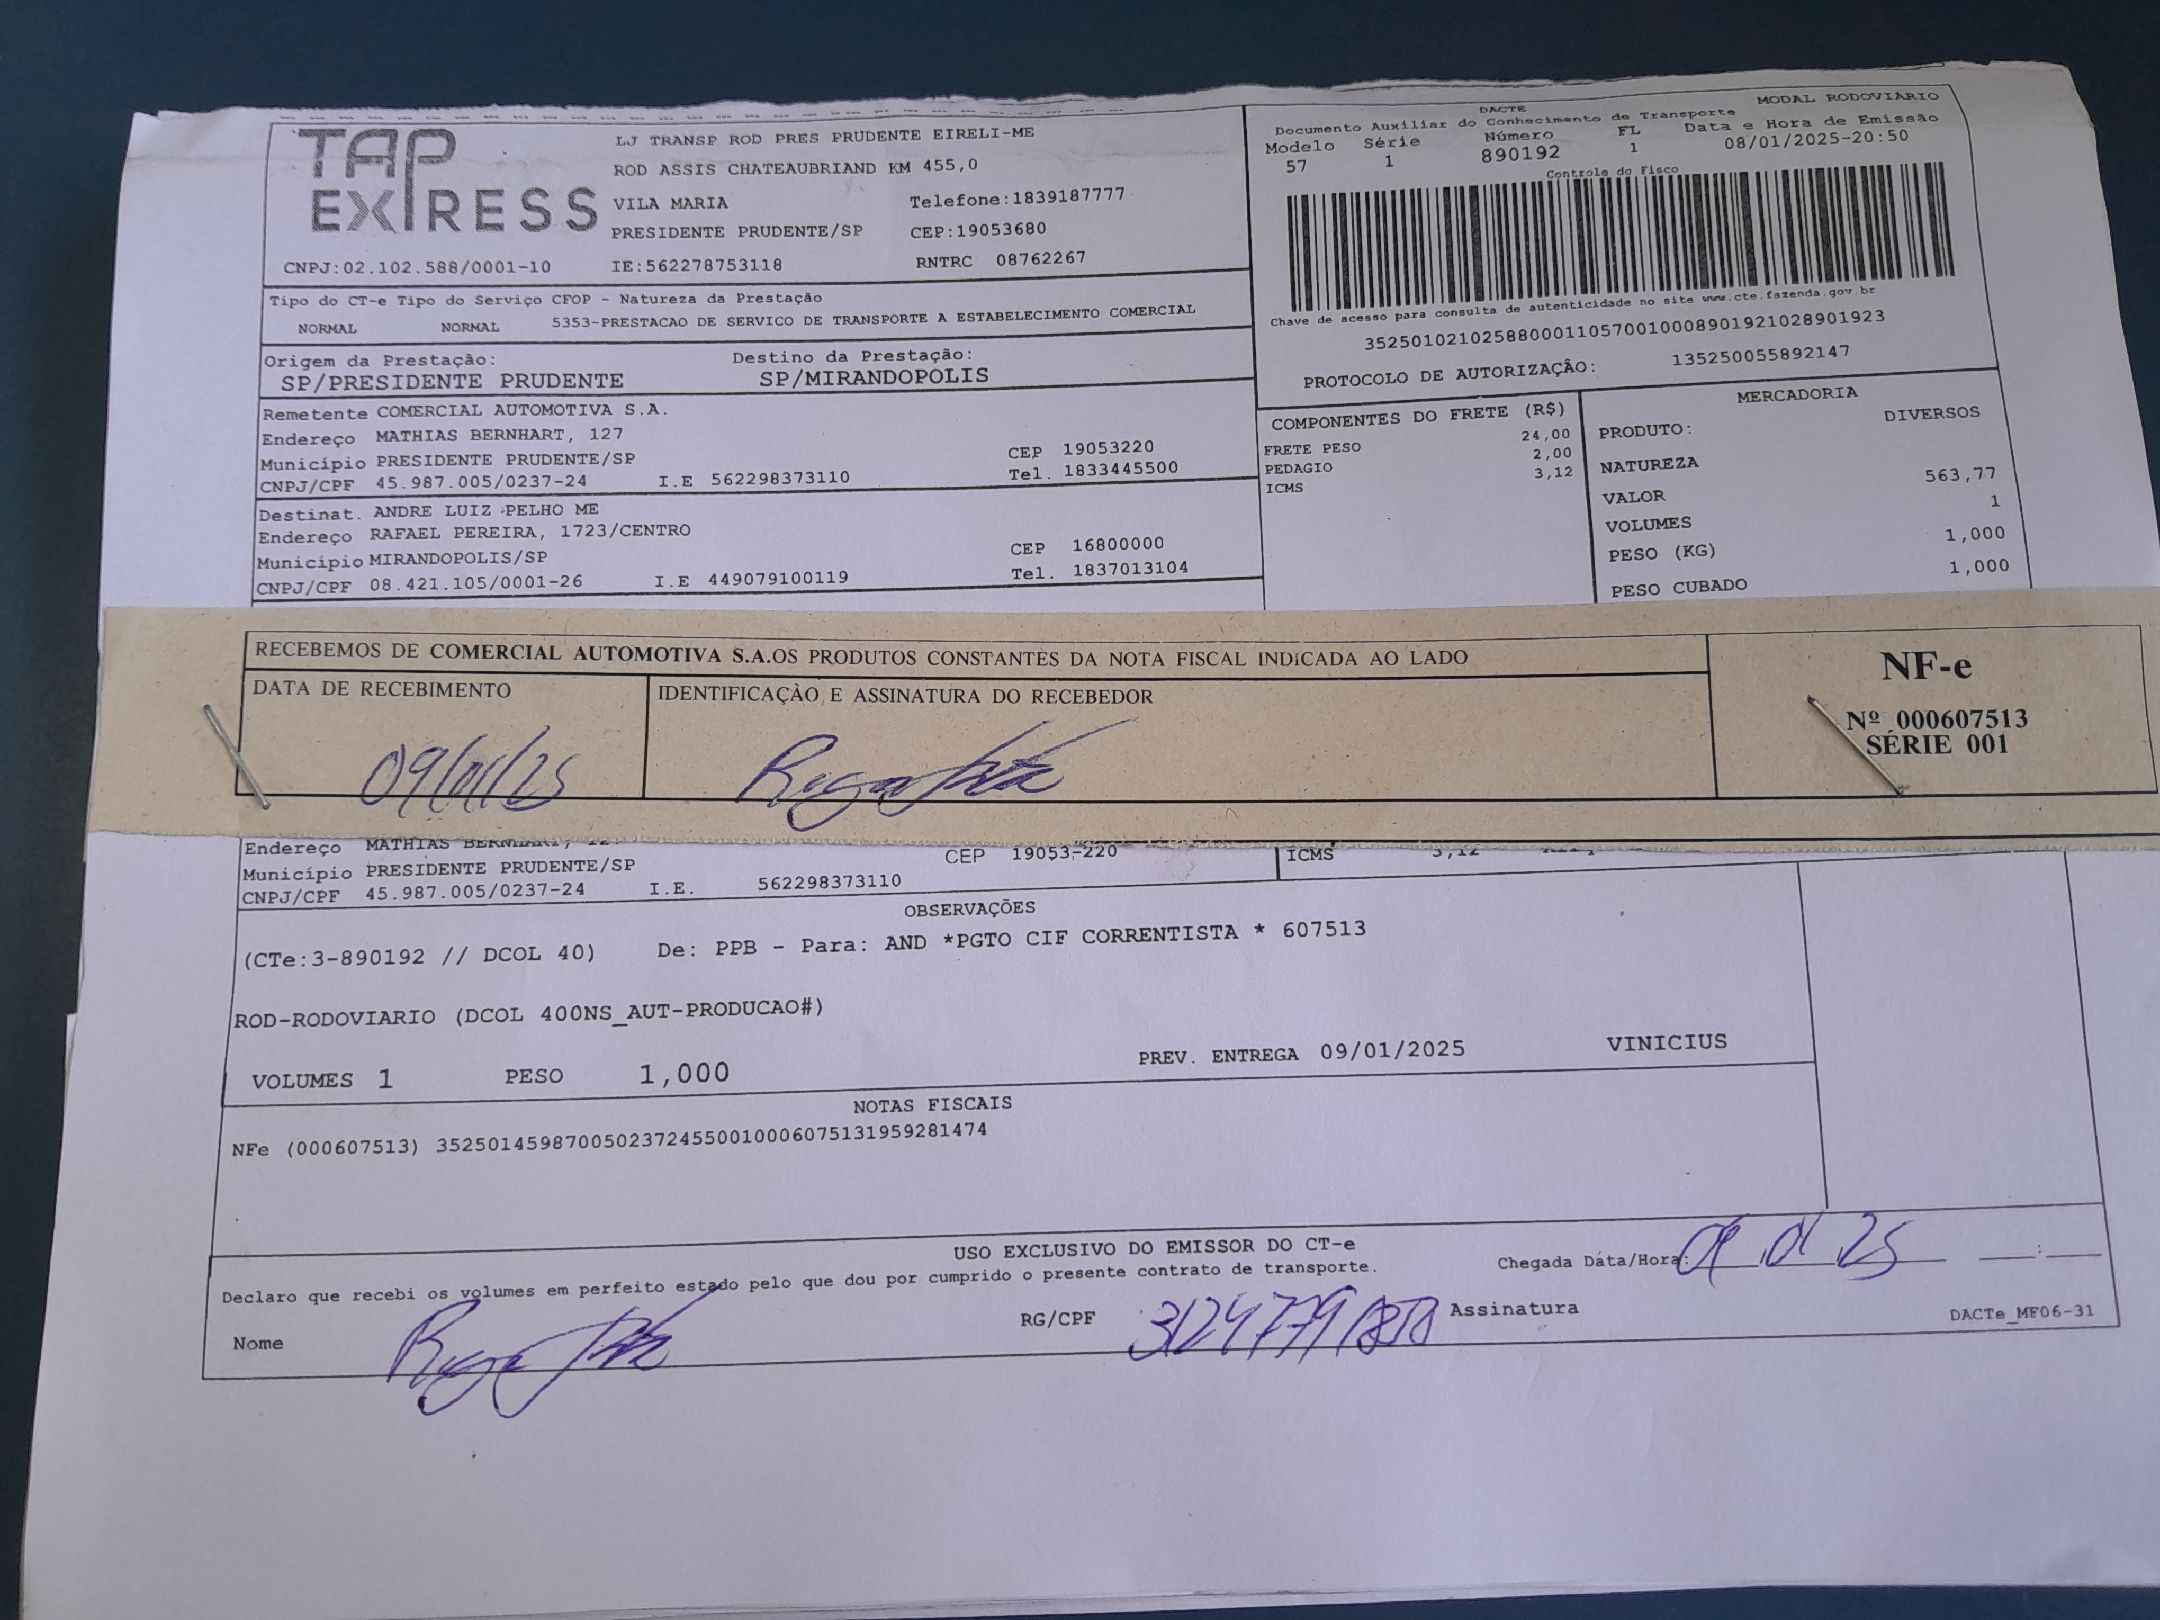 TAP EXPRESS
LJ TRANSP ROD PRES PRUDENTE EIRELI-ME
ROD ASSIS CHATEAUBRIAND KM 455,0
VILA MARIA Telefone:1839187777
PRESIDENTE PRUDENTE/SP CEP:19053680
CNPJ:02.102.588/0001-10 IE:562278753118 RNTRC 08762267
DACTE MODAL RODOVIÁRIO
Documento Auxiliar do Conhecimento de Transporte
Modelo Série Número FL Data e Hora de Emissão
57 1 890192 1 08/01/2025-20:50
Controle do Fisco
Chave de acesso para consulta de autenticidade no site www.cte.fazenda.gov.br
35250102102588000110570010008901921028901923
PROTOCOLO DE AUTORIZAÇÂO: 135250055892147
Tipo do CT-e Tipo do Serviço CFOP - Natureza da Prestação
NORMAL NORMAL 5353-PRESTACAO DE SERVICO DE TRANSPORTE A ESTABELECIMENTO COMERCIAL
Origem da Prestação: Destino da Prestação:
SP/PRESIDENTE PRUDENTE SP/MIRANDOPOLIS
Remetente COMERCIAL AUTOMOTIVA S.A.
Endereço MATHIAS BERNHART, 127
Município PRESIDENTE PRUDENTE/SP CEP 19053220
CNPJ/CPF 45.987.005/0237-24 I.E 562298373110 Tel. 1833445500
Destinat. ANDRE LUIZ PELHO ME
Endereço RAFAEL PEREIRA, 1723/CENTRO
Município MIRANDOPOLIS/SP CEP 16800000
CNPJ/CPF 08.421.105/0001-26 I.E 449079100119 Tel. 1837013104
COMPONENTES DO FRETE (R$)
FRETE PESO 24,00
PEDAGIO 2,00
ICMS 3,12
MERCADORIA
PRODUTO: DIVERSOS
NATUREZA
VALOR 563,77
VOLUMES 1
PESO (KG) 1,000
PESO CUBADO 1,000
RECEBEMOS DE COMERCIAL AUTOMOTIVA S.A.OS PRODUTOS CONSTANTES DA NOTA FISCAL INDICADA AO LADO
DATA DE RECEBIMENTO IDENTIFICAÇÃO E ASSINATURA DO RECEBEDOR
09/01/25
NF-e
Nº 000607513
SÉRIE 001
Endereço MATHIAS BERNHART, 12
Município PRESIDENTE PRUDENTE/SP CEP 19053-220 ICMS 3,12
CNPJ/CPF 45.987.005/0237-24 I.E. 562298373110
OBSERVAÇÕES
(CTe:3-890192 // DCOL 40) De: PPB - Para: AND *PGTO CIF CORRENTISTA * 607513
ROD-RODOVIARIO (DCOL 400NS_AUT-PRODUCAO#)
VOLUMES 1 PESO 1,000 PREV. ENTREGA 09/01/2025 VINICIUS
NOTAS FISCAIS
NFe (000607513) 35250145987005023724550010006075131959281474
USO EXCLUSIVO DO EMISSOR DO CT-e
Declaro que recebi os volumes em perfeito estado pelo que dou por cumprido o presente contrato de transporte. Chegada Data/Hora: 09 01 25 :
Nome RG/CPF Assinatura DACTe_MF06-31